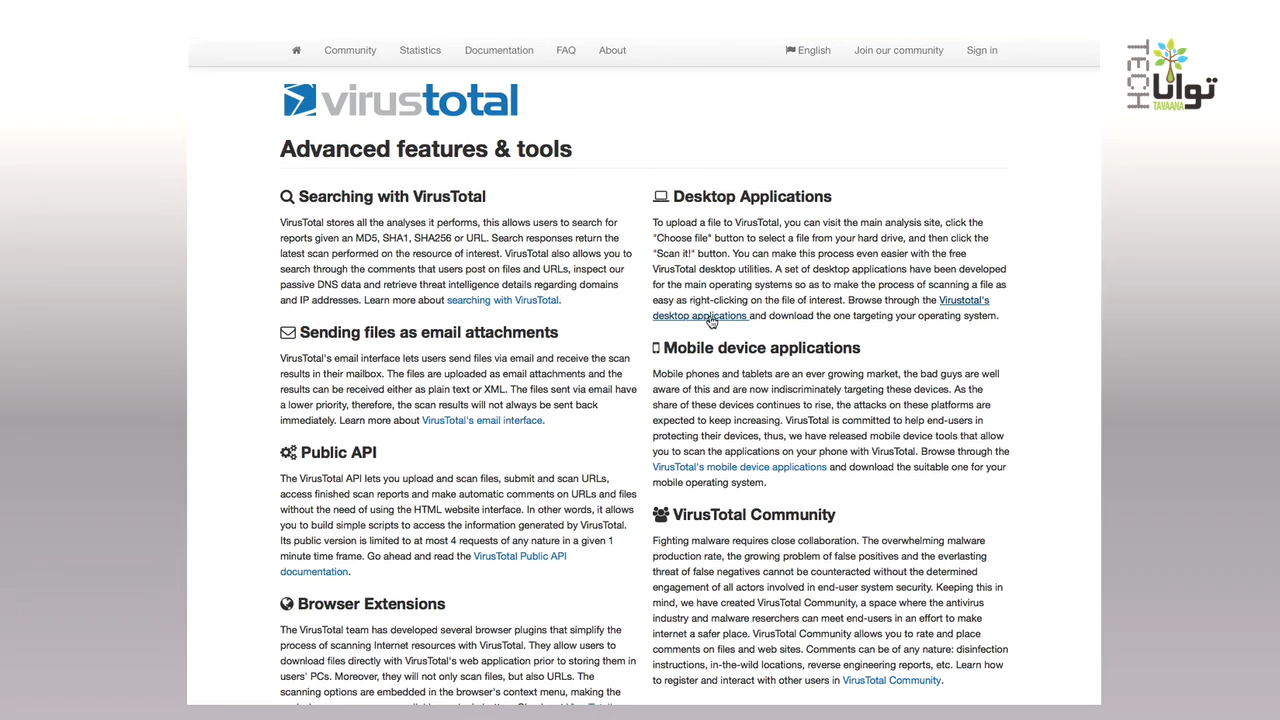 Community Statistics Documentation FAQ About English Join our community Sign in
TECH توانا TAVAANA
virustotal
Advanced features & tools
Searching with VirusTotal
VirusTotal stores all the analyses it performs, this allows users to search for
reports given an MD5, SHA1, SHA256 or URL. Search responses return the
latest scan performed on the resource of interest. VirusTotal also allows you to
search through the comments that users post on files and URLs, inspect our
passive DNS data and retrieve threat intelligence details regarding domains
and IP addresses. Learn more about searching with VirusTotal.
Sending files as email attachments
VirusTotal's email interface lets users send files via email and receive the scan
results in their mailbox. The files are uploaded as email attachments and the
results can be received either as plain text or XML. The files sent via email have
a lower priority, therefore, the scan results will not always be sent back
immediately. Learn more about VirusTotal's email interface.
Public API
The VirusTotal API lets you upload and scan files, submit and scan URLs,
access finished scan reports and make automatic comments on URLs and files
without the need of using the HTML website interface. In other words, it allows
you to build simple scripts to access the information generated by VirusTotal.
Its public version is limited to at most 4 requests of any nature in a given 1
minute time frame. Go ahead and read the VirusTotal Public API
documentation.
Browser Extensions
The VirusTotal team has developed several browser plugins that simplify the
process of scanning Internet resources with VirusTotal. They allow users to
download files directly with VirusTotal's web application prior to storing them in
users' PCs. Moreover, they will not only scan files, but also URLs. The
scanning options are embedded in the browser's context menu, making the
Desktop Applications
To upload a file to VirusTotal, you can visit the main analysis site, click the
"Choose file" button to select a file from your hard drive, and then click the
"Scan it!" button. You can make this process even easier with the free
VirusTotal desktop utilities. A set of desktop applications have been developed
for the main operating systems so as to make the process of scanning a file as
easy as right-clicking on the file of interest. Browse through the Virustotal's
desktop applications and download the one targeting your operating system.
Mobile device applications
Mobile phones and tablets are an ever growing market, the bad guys are well
aware of this and are now indiscriminately targeting these devices. As the
share of these devices continues to rise, the attacks on these platforms are
expected to keep increasing. VirusTotal is committed to help end-users in
protecting their devices, thus, we have released mobile device tools that allow
you to scan the applications on your phone with VirusTotal. Browse through the
VirusTotal's mobile device applications and download the suitable one for your
mobile operating system.
VirusTotal Community
Fighting malware requires close collaboration. The overwhelming malware
production rate, the growing problem of false positives and the everlasting
threat of false negatives cannot be counteracted without the determined
engagement of all actors involved in end-user system security. Keeping this in
mind, we have created VirusTotal Community, a space where the antivirus
industry and malware reserchers can meet end-users in an effort to make
internet a safer place. VirusTotal Community allows you to rate and place
comments on files and web sites. Comments can be of any nature: disinfection
instructions, in-the-wild locations, reverse engineering reports, etc. Learn how
to register and interact with other users in VirusTotal Community.